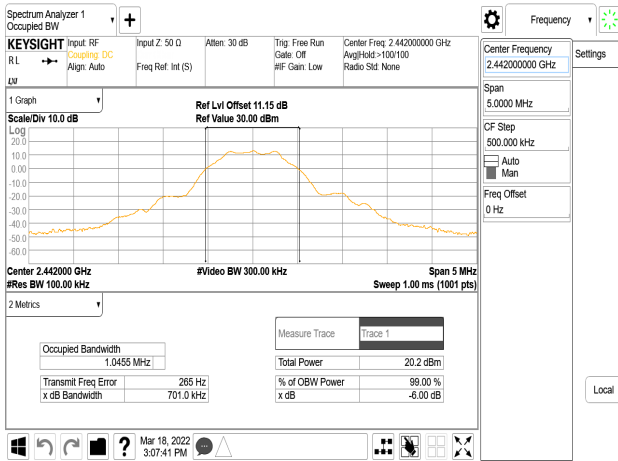 Spectrum Analyzer 1
Occupied BW
Frequency
KEYSIGHT
R L
LXI
Input: RF
Coupling: DC
Align: Auto
Input Z: 50 Ω
Freq Ref: Int (S)
Atten: 30 dB
Trig: Free Run
Gate: Off
#IF Gain: Low
Center Freq: 2.442000000 GHz
Avg|Hold:>100/100
Radio Std: None
Center Frequency
2.442000000 GHz
Settings
Span
5.0000 MHz
CF Step
500.000 kHz
Auto
Man
Freq Offset
0 Hz
Local
1 Graph
Scale/Div 10.0 dB
Ref Lvl Offset 11.15 dB
Ref Value 30.00 dBm
Log
20.0
10.0
0.00
-10.0
-20.0
-30.0
-40.0
-50.0
-60.0
Center 2.442000 GHz
#Res BW 100.00 kHz
#Video BW 300.00 kHz
Span 5 MHz
Sweep 1.00 ms (1001 pts)
2 Metrics
Measure Trace
Trace 1
Occupied Bandwidth
1.0455 MHz
Total Power
20.2 dBm
Transmit Freq Error
265 Hz
% of OBW Power
99.00 %
x dB Bandwidth
701.0 kHz
x dB
-6.00 dB
?
Mar 18, 2022
3:07:41 PM